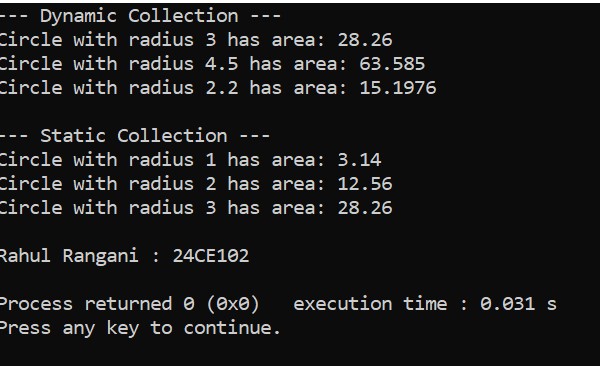 --- Dynamic Collection ---
Circle with radius 3 has area: 28.26
Circle with radius 4.5 has area: 63.585
Circle with radius 2.2 has area: 15.1976
--- Static Collection ---
Circle with radius 1 has area: 3.14
Circle with radius 2 has area: 12.56
Circle with radius 3 has area: 28.26
Rahul Rangani : 24CE102
Process returned 0 (0x0)   execution time : 0.031 s
Press any key to continue.